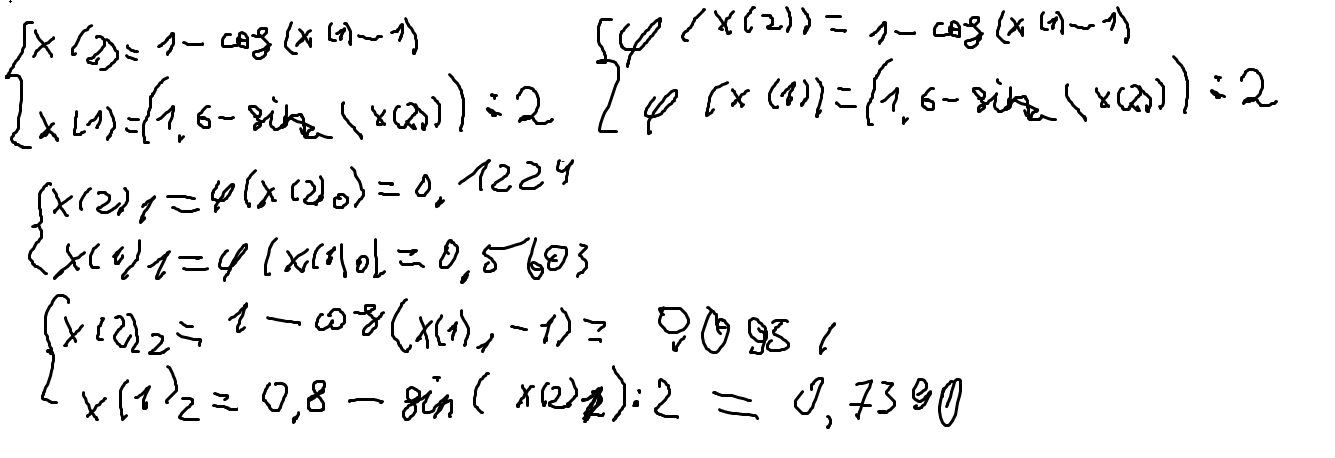 x(2)=1-cos(x(1)-1) φ(x(2))=1-cos(x(1)-1)
x(1)=(1,6-sin(x(2))):2 φ(x(1))=(1,6-sin(x(2))):2
x(2)1=φ(x(2)0)=0,1224
x(1)1=φ(x(1)0)=0,5603
x(2)2=1-cos(x(1)1-1)=0,0951
x(1)2=0,8-sin(x(2)1):2=0,7390